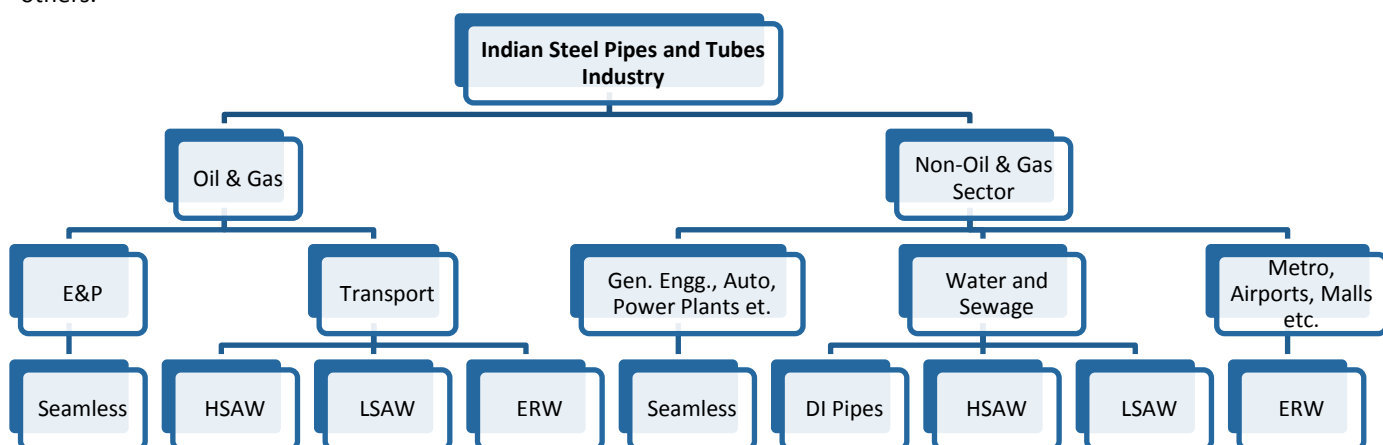 others.
Indian Steel Pipes and Tubes
Industry
Oil & Gas
Non-Oil & Gas
Sector
E&P
Transport
Gen. Engg., Auto,
Power Plants et.
Water and
Sewage
Metro,
Airports, Malls
etc.
Seamless
HSAW
LSAW
ERW
Seamless
DI Pipes
HSAW
LSAW
ERW